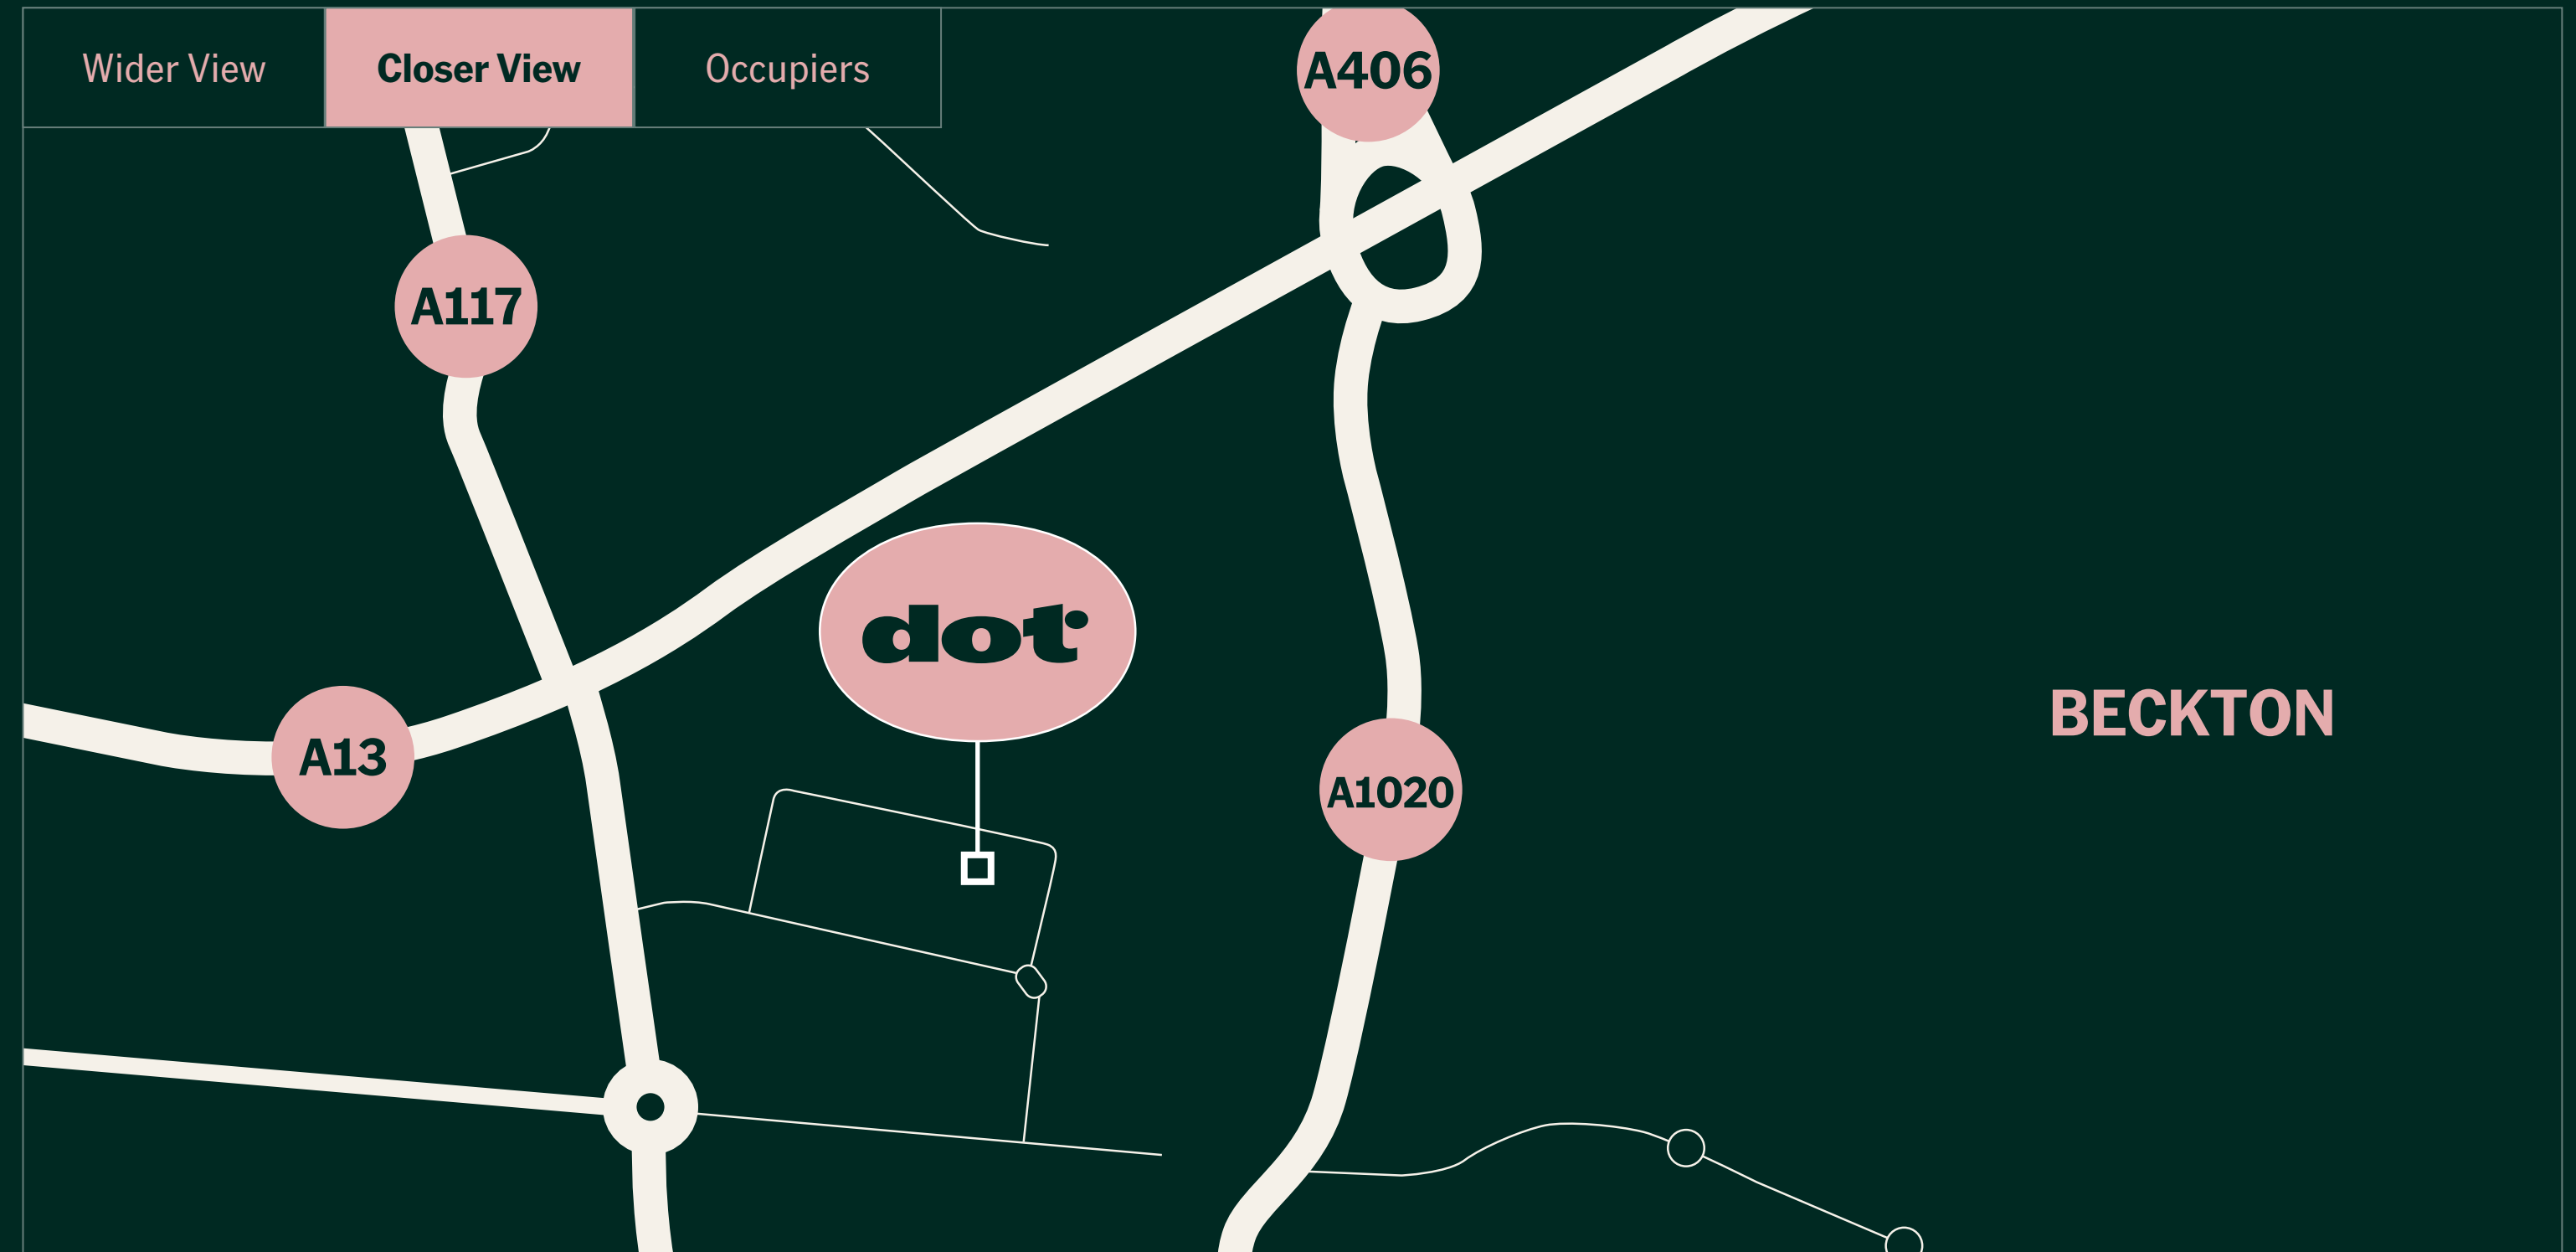 Wider View
Closer View
Occupiers
A406
A117
dot
BECKTON
A13
A1020